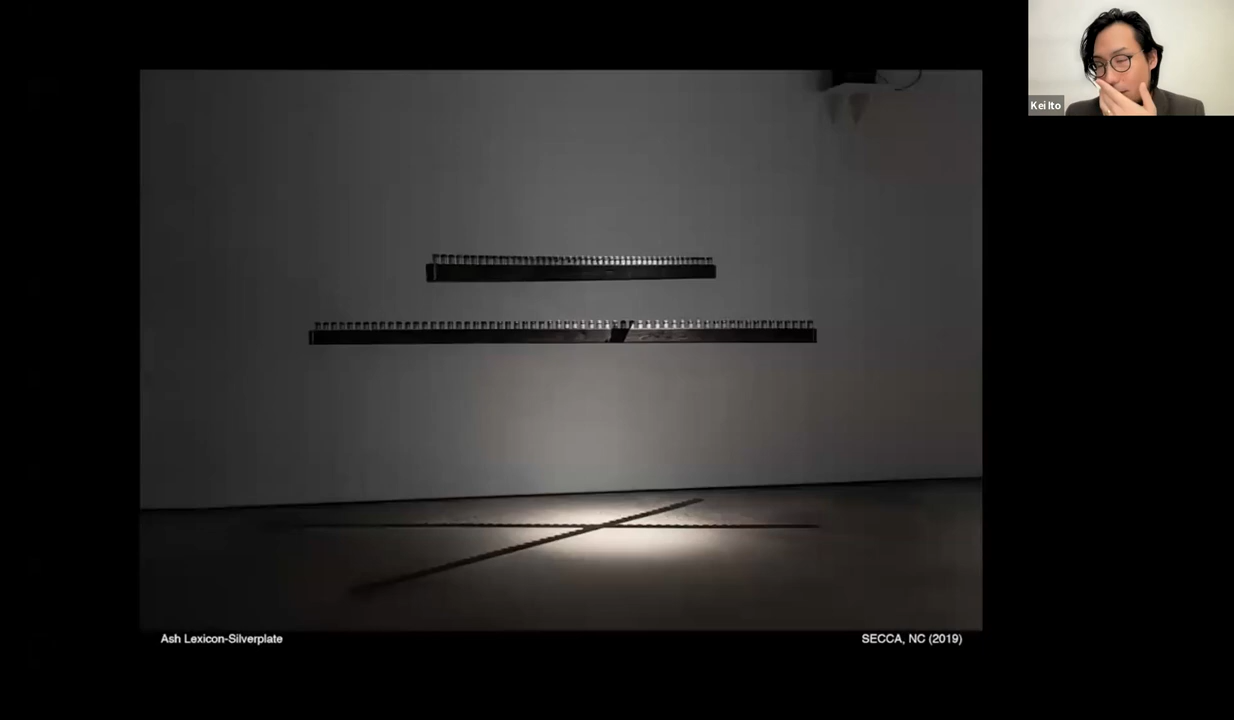 Kei Ito
Ash Lexicon-Silverplate
SECCA, NC (2019)